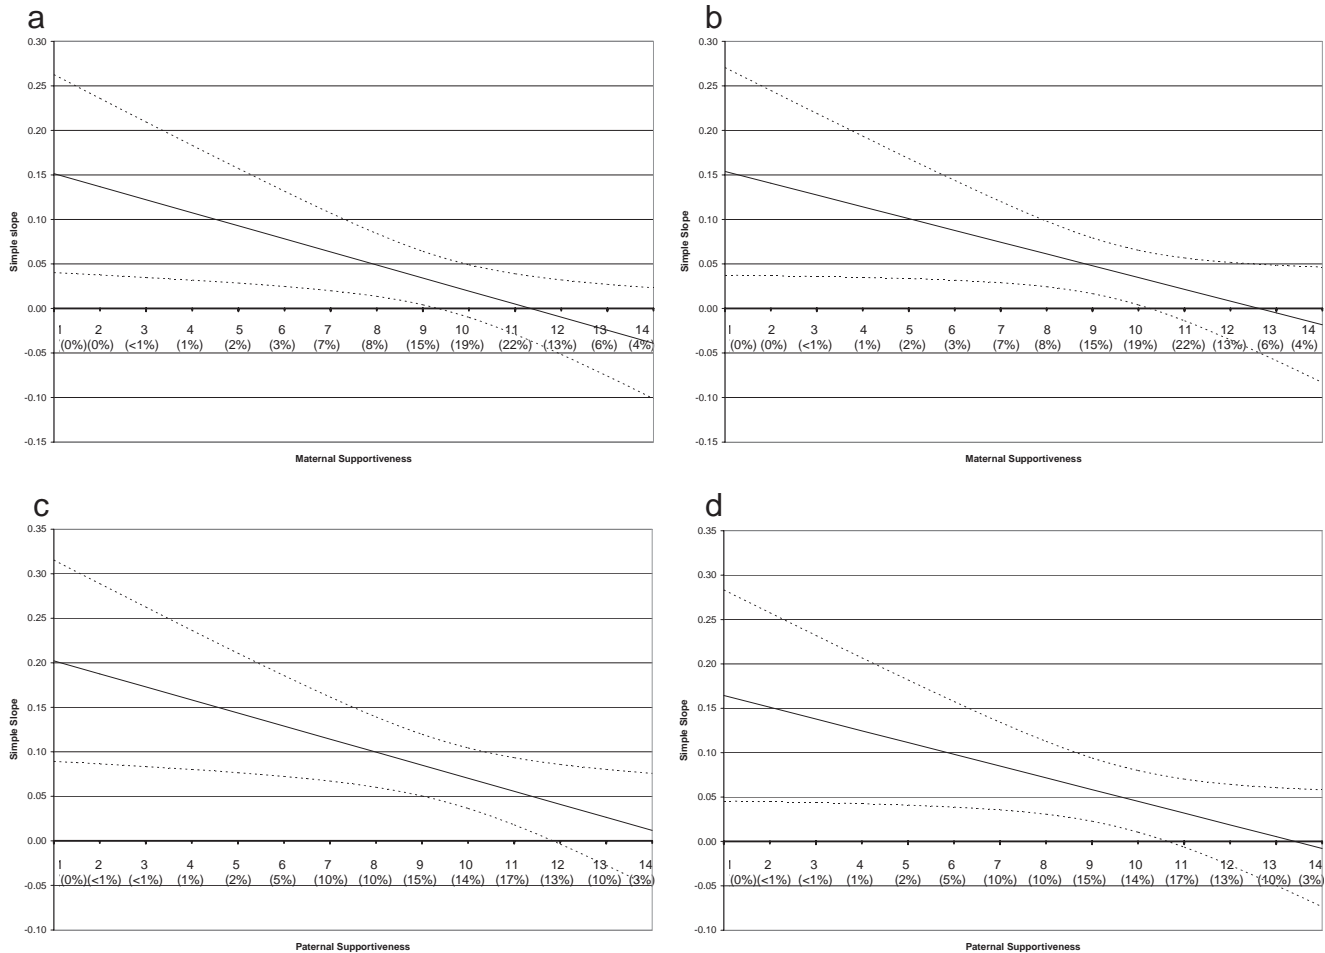 a
0.30
0.25
0.20
0.15
0.10
0.05
0.00
-0.05
-0.10
-0.15
Simple slope
1 2 3 4 5 6 7 8 9 10 11 12 13 14
(0%) (0%) (<1%) (1%) (2%) (3%) (7%) (8%) (15%) (19%) (22%) (13%) (6%) (4%)
Maternal Supportiveness
b
0.30
0.25
0.20
0.15
0.10
0.05
0.00
-0.05
-0.10
-0.15
Simple Slope
1 2 3 4 5 6 7 8 9 10 11 12 13 14
(0%) (0%) (<1%) (1%) (2%) (3%) (7%) (8%) (15%) (19%) (22%) (13%) (6%) (4%)
Maternal Supportiveness
c
0.35
0.30
0.25
0.20
0.15
0.10
0.05
0.00
-0.05
-0.10
Simple Slope
1 2 3 4 5 6 7 8 9 10 11 12 13 14
(0%) (<1%) (<1%) (1%) (2%) (5%) (10%) (10%) (15%) (14%) (17%) (13%) (10%) (3%)
Paternal Supportiveness
d
0.35
0.30
0.25
0.20
0.15
0.10
0.05
0.00
-0.05
-0.10
Simple Slope
1 2 3 4 5 6 7 8 9 10 11 12 13 14
(0%) (<1%) (<1%) (1%) (2%) (5%) (10%) (10%) (15%) (14%) (17%) (13%) (10%) (3%)
Paternal Supportiveness